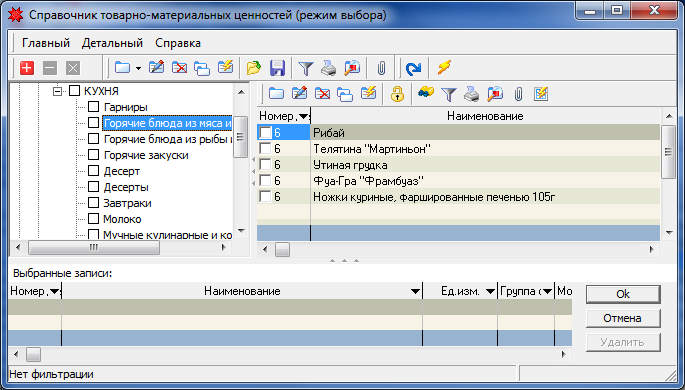 Справочник товарно-материальных ценностей (режим выбора)
Главный Детальный Справка
КУХНЯ
Гарниры
Горячие блюда из мяса и
Горячие блюда из рыбы и
Горячие закуски
Десерт
Десерты
Завтраки
Молоко
Мучные кулинарные и ко
Номер, Наименование
6 Рибай
6 Телятина "Мартиньон"
6 Утиная грудка
6 Фуа-Гра "Фрамбуаз"
6 Ножки куриные, фаршированные печенью 105г
Выбранные записи:
Номер, Наименование Ед.изм. Группа Мо
Ok
Отмена
Удалить
Нет фильтрации